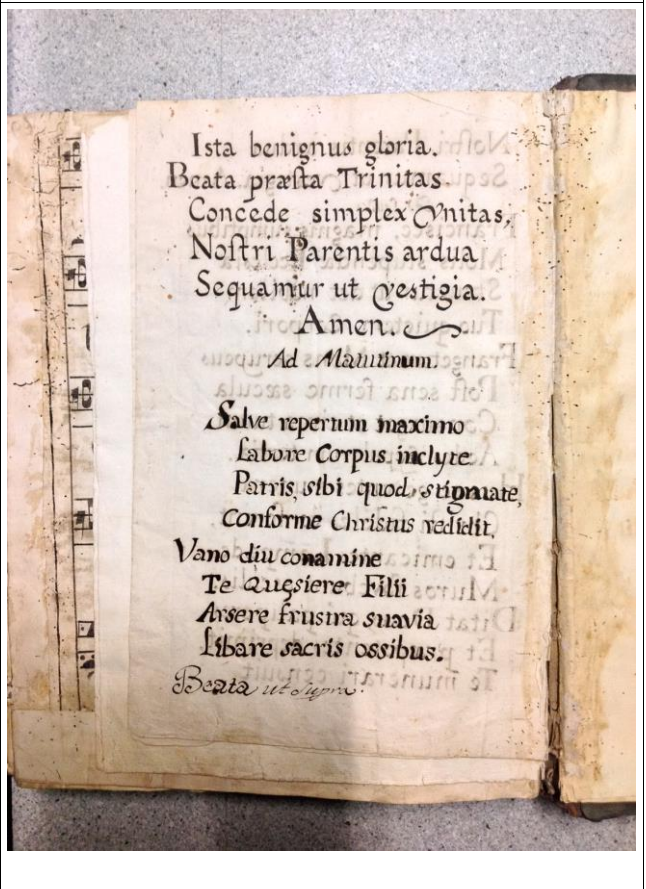 Ista benignus gloria.
Beata præſta Trinitas
Concede simplex Vnitas,
Noſtri Parentis ardua
Sequamur ut vestigia.
Amen.
Ad Matutinum.
Salve repertum maximo
Labore Corpus inclyte
Patris, sibi quod stigmate,
Conforme Christus redidit,
Vano diu conamine
Te Quęsiere Filii
Arsere frustra suavia
Libare sacris ossibus.
Beata ut supra.